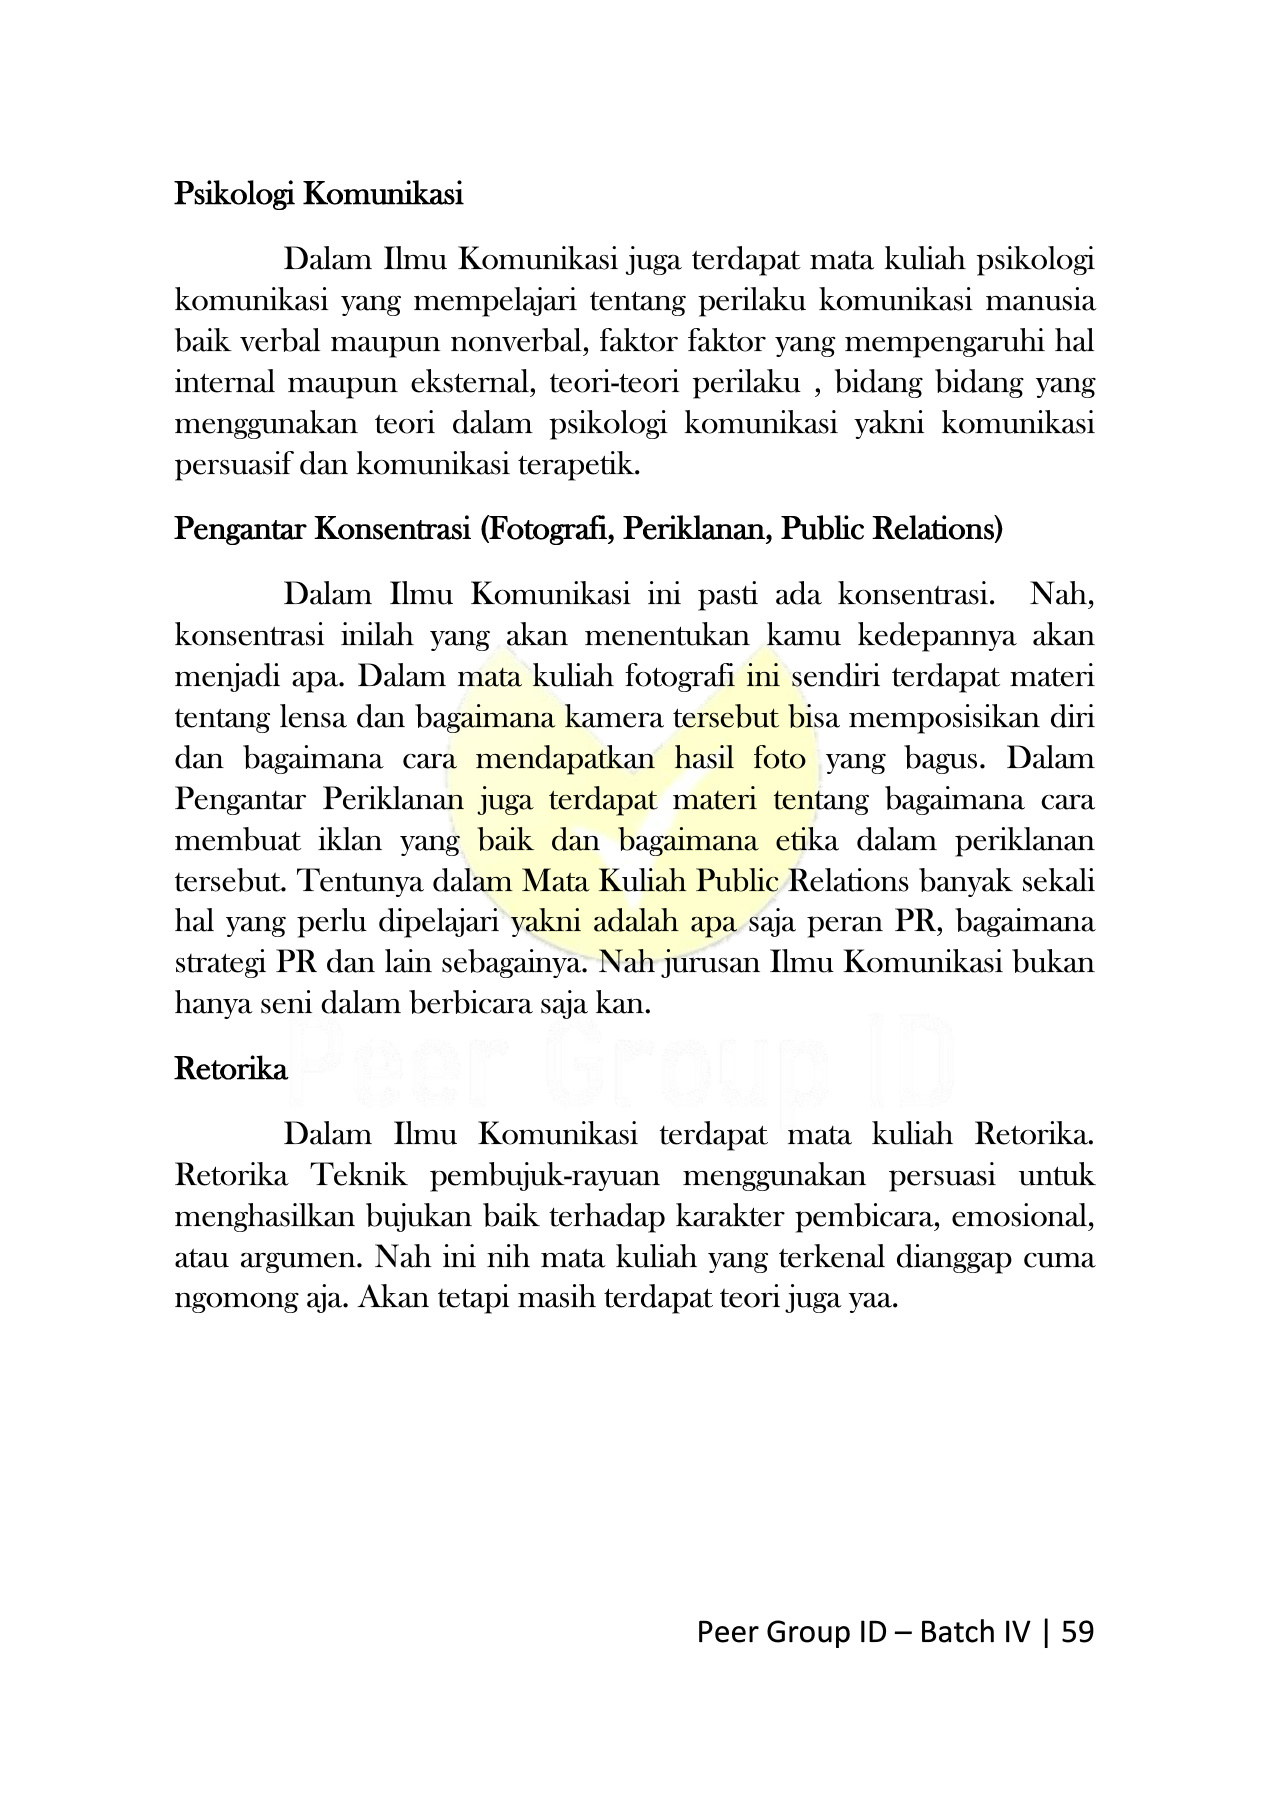 Psikologi Komunikasi
Dalam Ilmu Komunikasi juga terdapat mata kuliah psikologi
komunikasi yang mempelajari tentang perilaku komunikasi manusia
baik verbal maupun nonverbal, faktor faktor yang mempengaruhi hal
internal maupun eksternal, teori-teori perilaku , bidang bidang yang
menggunakan teori dalam psikologi komunikasi yakni komunikasi
persuasif dan komunikasi terapetik.
Pengantar Konsentrasi (Fotografi, Periklanan, Public Relations)
Dalam Ilmu Komunikasi ini pasti ada konsentrasi. Nah,
konsentrasi inilah yang akan menentukan kamu kedepannya akan
menjadi apa. Dalam mata kuliah fotografi ini sendiri terdapat materi
tentang lensa dan bagaimana kamera tersebut bisa memposisikan diri
dan bagaimana cara mendapatkan hasil foto yang bagus. Dalam
Pengantar Periklanan juga terdapat materi tentang bagaimana cara
membuat iklan yang baik dan bagaimana etika dalam periklanan
tersebut. Tentunya dalam Mata Kuliah Public Relations banyak sekali
hal yang perlu dipelajari yakni adalah apa saja peran PR, bagaimana
strategi PR dan lain sebagainya. Nah jurusan Ilmu Komunikasi bukan
hanya seni dalam berbicara saja kan.
Peer Group ID
Retorika
Dalam Ilmu Komunikasi terdapat mata kuliah Retorika.
Retorika Teknik pembujuk-rayuan menggunakan persuasi untuk
menghasilkan bujukan baik terhadap karakter pembicara, emosional,
atau argumen. Nah ini nih mata kuliah yang terkenal dianggap cuma
ngomong aja. Akan tetapi masih terdapat teori juga yaa.
Peer Group ID – Batch IV | 59